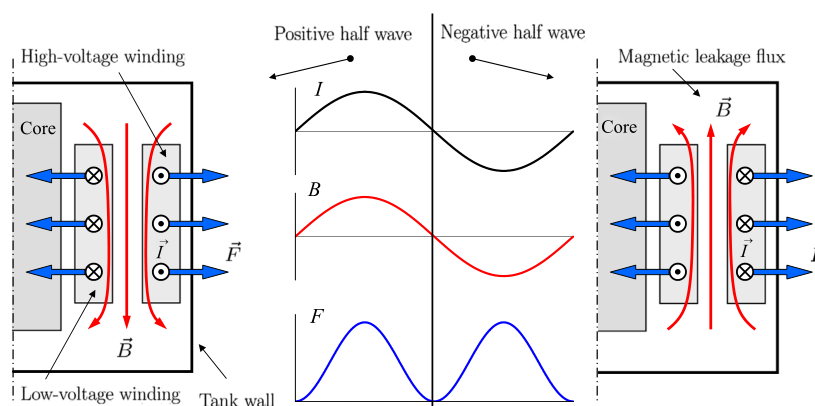 Positive half wave
Negative half wave
High-voltage winding
Magnetic leakage flux
I
B⃗
Core
Core
B
I⃗
F⃗
I⃗
F
B⃗
Low-voltage winding
Tank wall